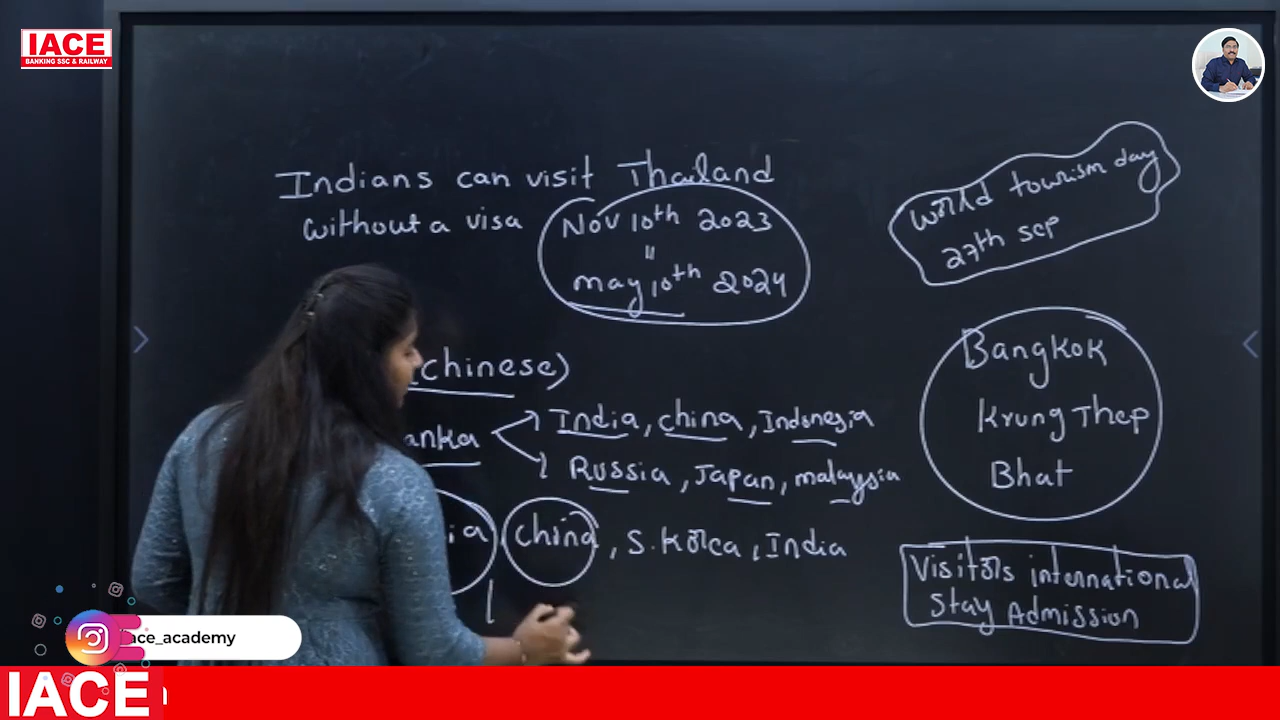 IACE
BANKING SSC & RAILWAY
Indians can visit Thailand
without a visa
Nov 10th 2023
"
may 10th 2024
world tourism day
27th sep
(chinese)
India, china, Indonesia
Russia, Japan, malaysia
china, S.Korea, India
Bangkok
Krung Thep
Bhat
Visitors international
Stay Admission
iace_academy
IACE